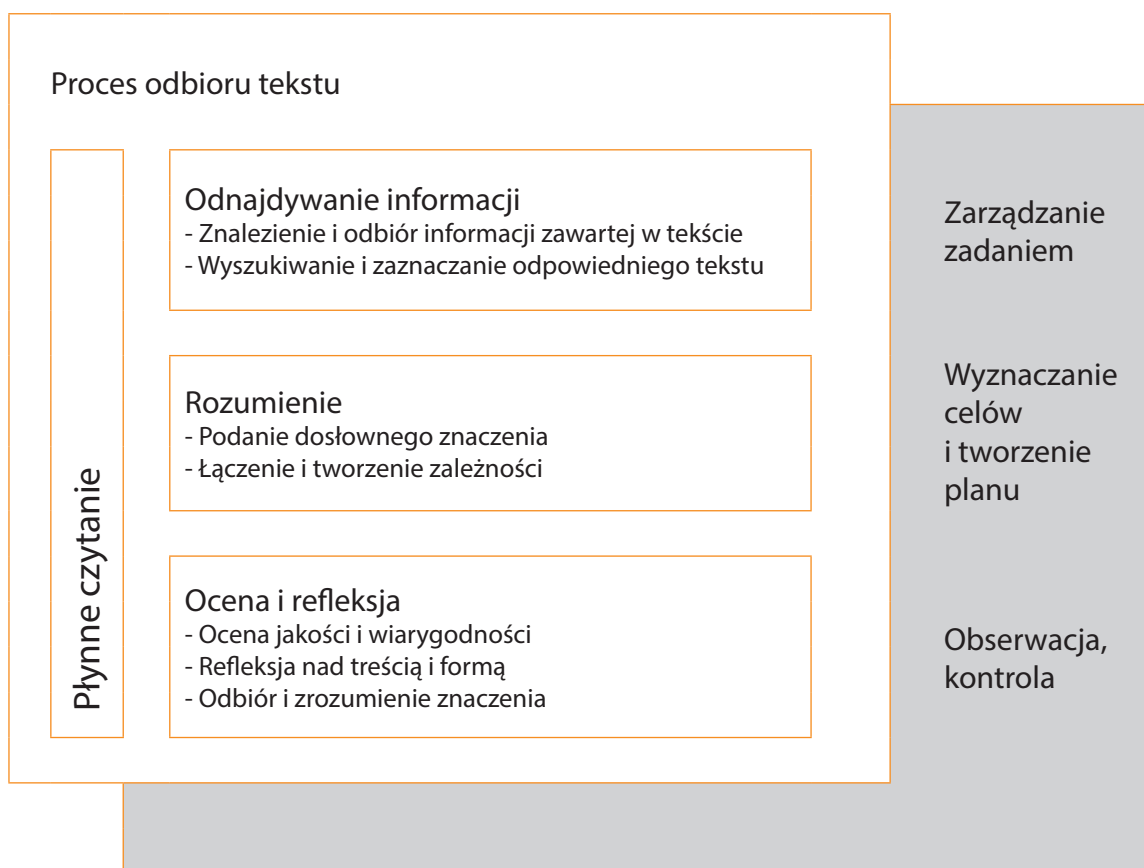 Proces odbioru tekstu
Płynne czytanie
Odnajdywanie informacji
- Znalezienie i odbiór informacji zawartej w tekście
- Wyszukiwanie i zaznaczanie odpowiedniego tekstu
Rozumienie
- Podanie dosłownego znaczenia
- Łączenie i tworzenie zależności
Ocena i refleksja
- Ocena jakości i wiarygodności
- Refleksja nad treścią i formą
- Odbiór i zrozumienie znaczenia
Zarządzanie
zadaniem
Wyznaczanie
celów
i tworzenie
planu
Obserwacja,
kontrola